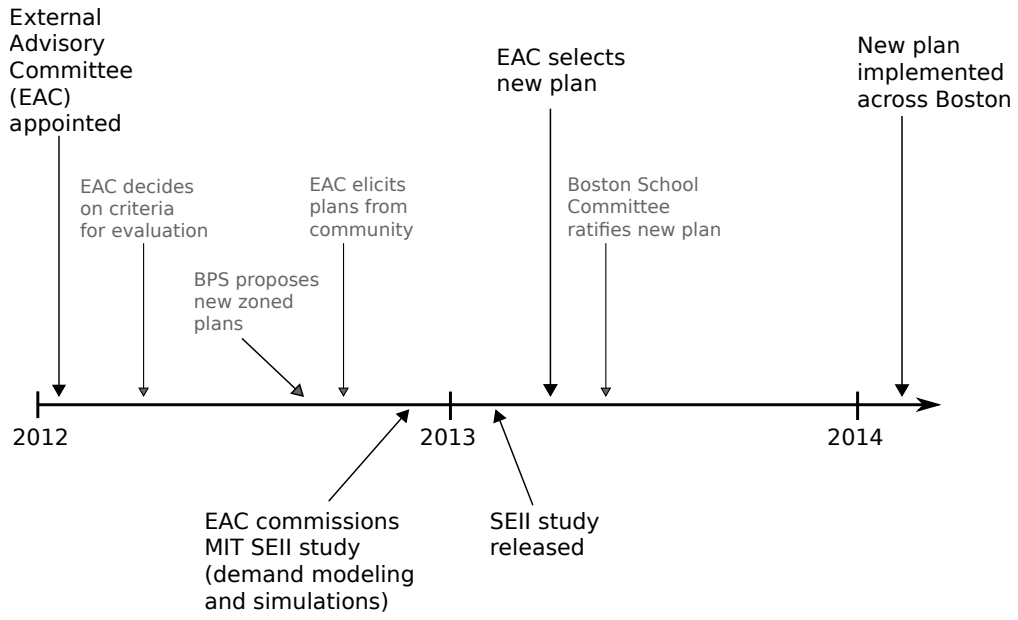 External
Advisory
Committee
(EAC)
appointed
EAC decides
on criteria
for evaluation
BPS proposes
new zoned
plans
EAC elicits
plans from
community
EAC selects
new plan
Boston School
Committee
ratifies new plan
New plan
implemented
across Boston
2012
2013
2014
EAC commissions
MIT SEII study
(demand modeling
and simulations)
SEII study
released